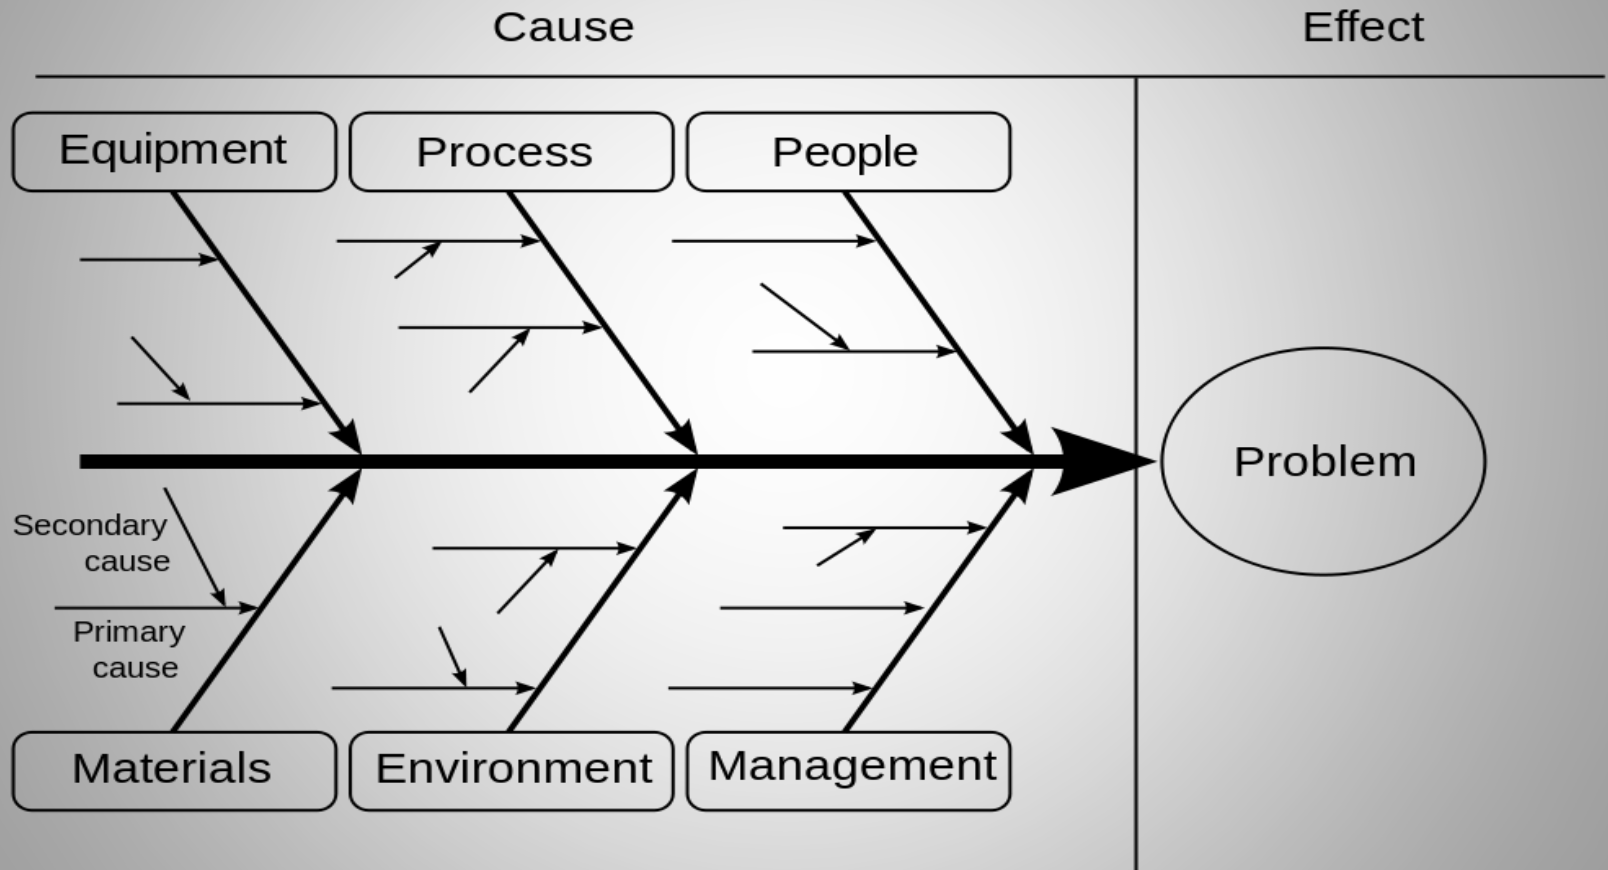 Cause
Effect
Equipment
Process
People
Problem
Secondary
cause
Primary
cause
Materials
Environment
Management